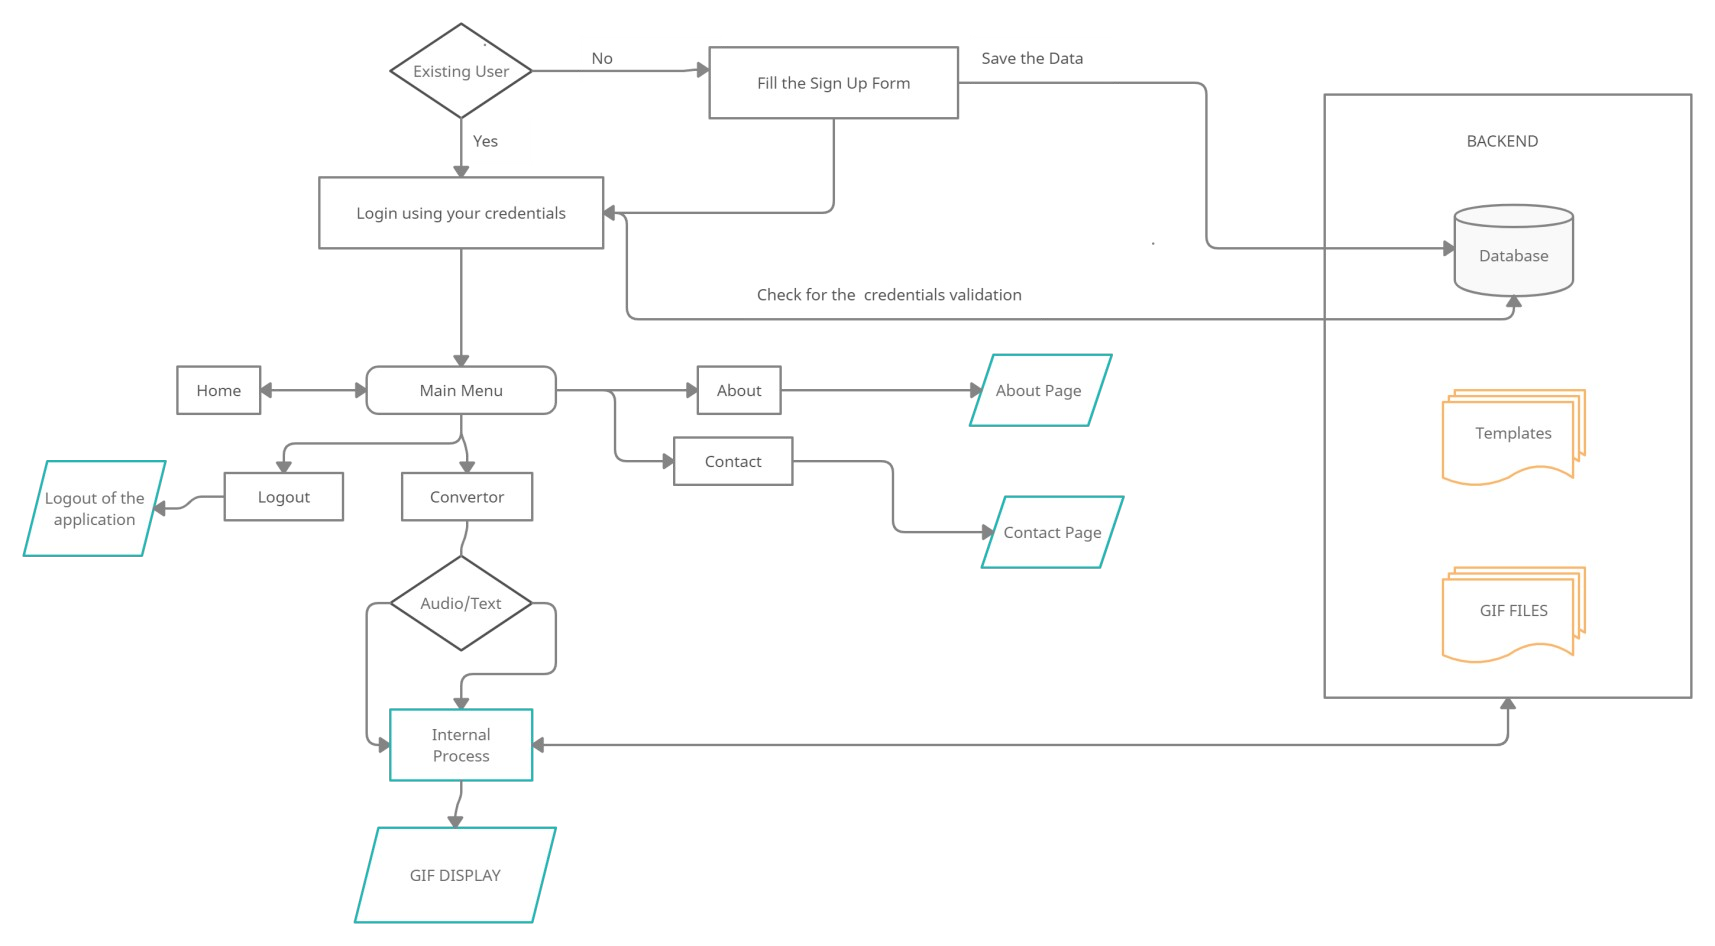 Existing User
No
Fill the Sign Up Form
Save the Data
Yes
BACKEND
Login using your credentials
Database
Check for the  credentials validation
Home
Main Menu
About
About Page
Templates
Contact
Logout of the
application
Logout
Convertor
Contact Page
Audio/Text
GIF FILES
Internal
Process
GIF DISPLAY